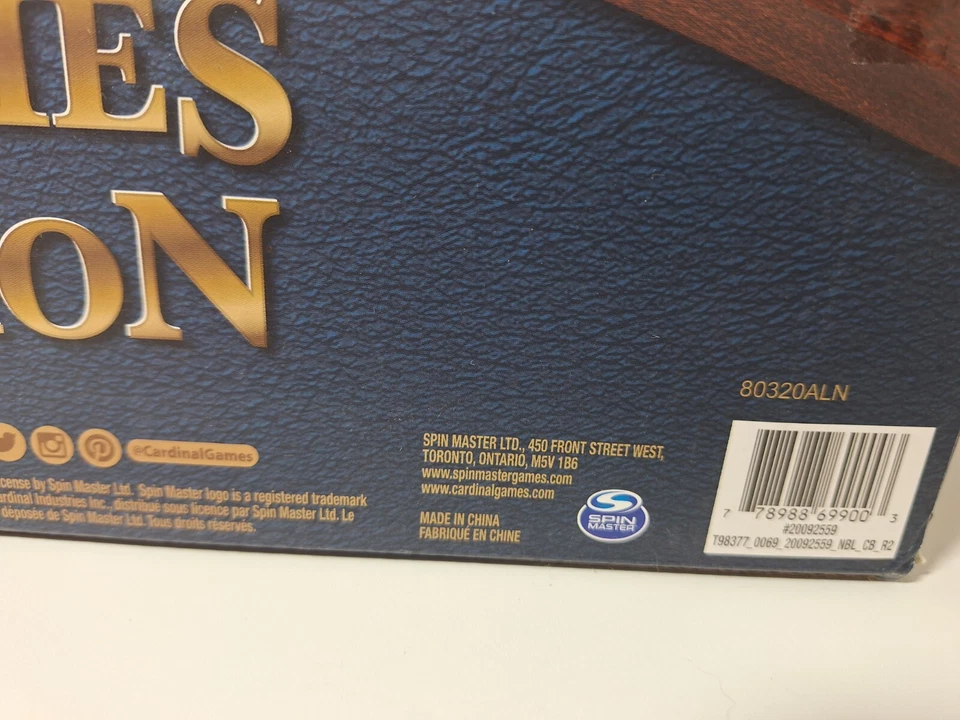 IES
ION
80320ALN
@CardinalGames
icense by Spin Master Ltd. Spin Master logo is a registered trademark
ardinal Industries Inc., distribué sous licence par Spin Master Ltd. Le
déposée de Spin Master Ltd. Tous droits réservés.
SPIN MASTER LTD., 450 FRONT STREET WEST,
TORONTO, ONTARIO, M5V 1B6
www.spinmastergames.com
www.cardinalgames.com
MADE IN CHINA
FABRIQUÉ EN CHINE
SPIN
MASTER
7 78988 69900 3
#20092559
T98377_0069_20092559_NBL_CB_R2